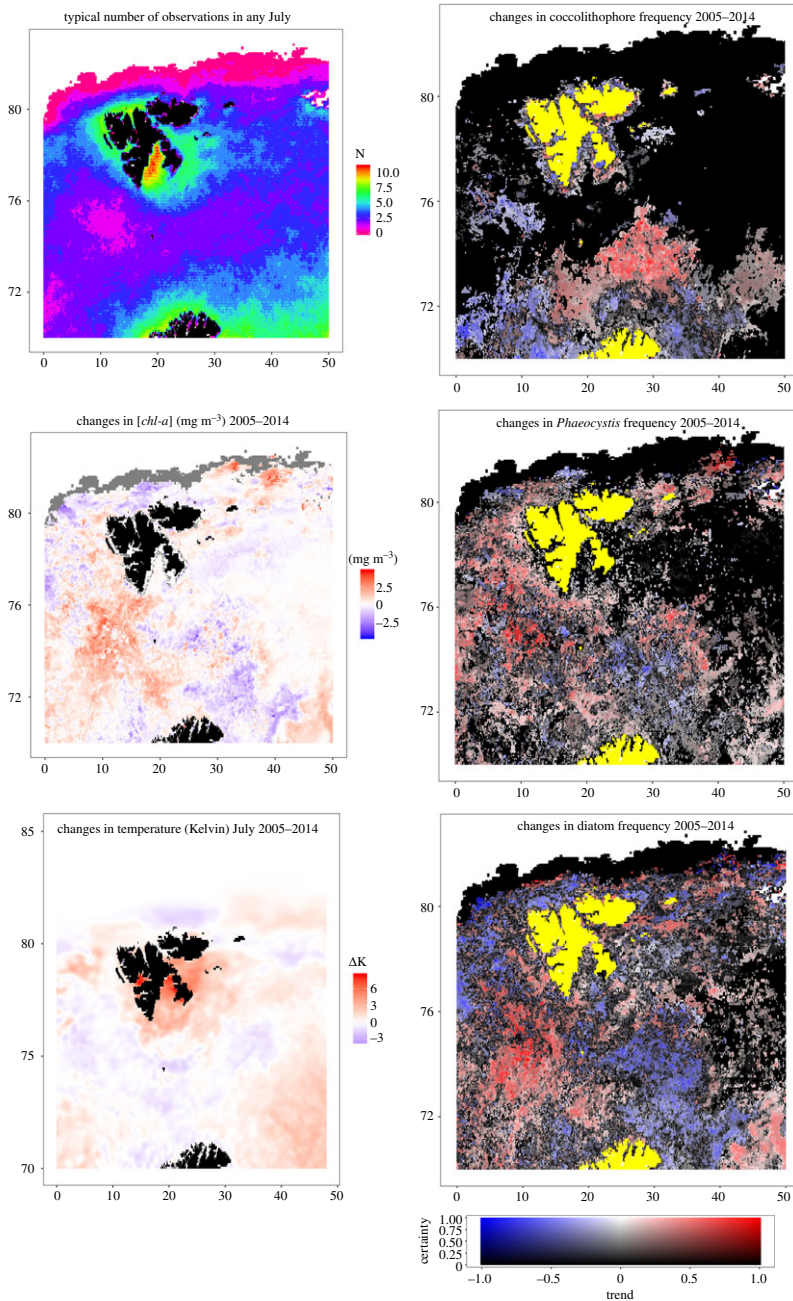 typical number of observations in any July
80
76
72
0 10 20 30 40 50
N
10.0
7.5
5.0
2.5
0
changes in coccolithophore frequency 2005–2014
80
76
72
0 10 20 30 40 50
changes in [chl-a] (mg m⁻³) 2005–2014
80
76
72
0 10 20 30 40 50
(mg m⁻³)
2.5
0
−2.5
changes in Phaeocystis frequency 2005–2014
80
76
72
0 10 20 30 40 50
changes in temperature (Kelvin) July 2005–2014
85
80
75
70
0 10 20 30 40 50
ΔK
6
3
0
−3
changes in diatom frequency 2005–2014
80
76
72
0 10 20 30 40 50
certainty
1.00
0.75
0.50
0.25
0
−1.0 −0.5 0 0.5 1.0
trend